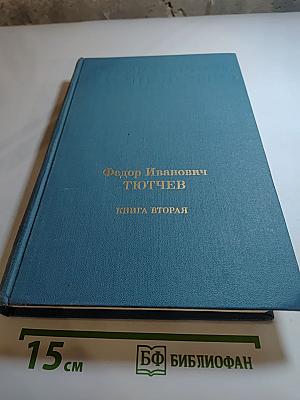 Федор Иванович
ТЮТЧЕВ
КНИГА ВТОРАЯ
15 см
БФ БИБЛИОФАН